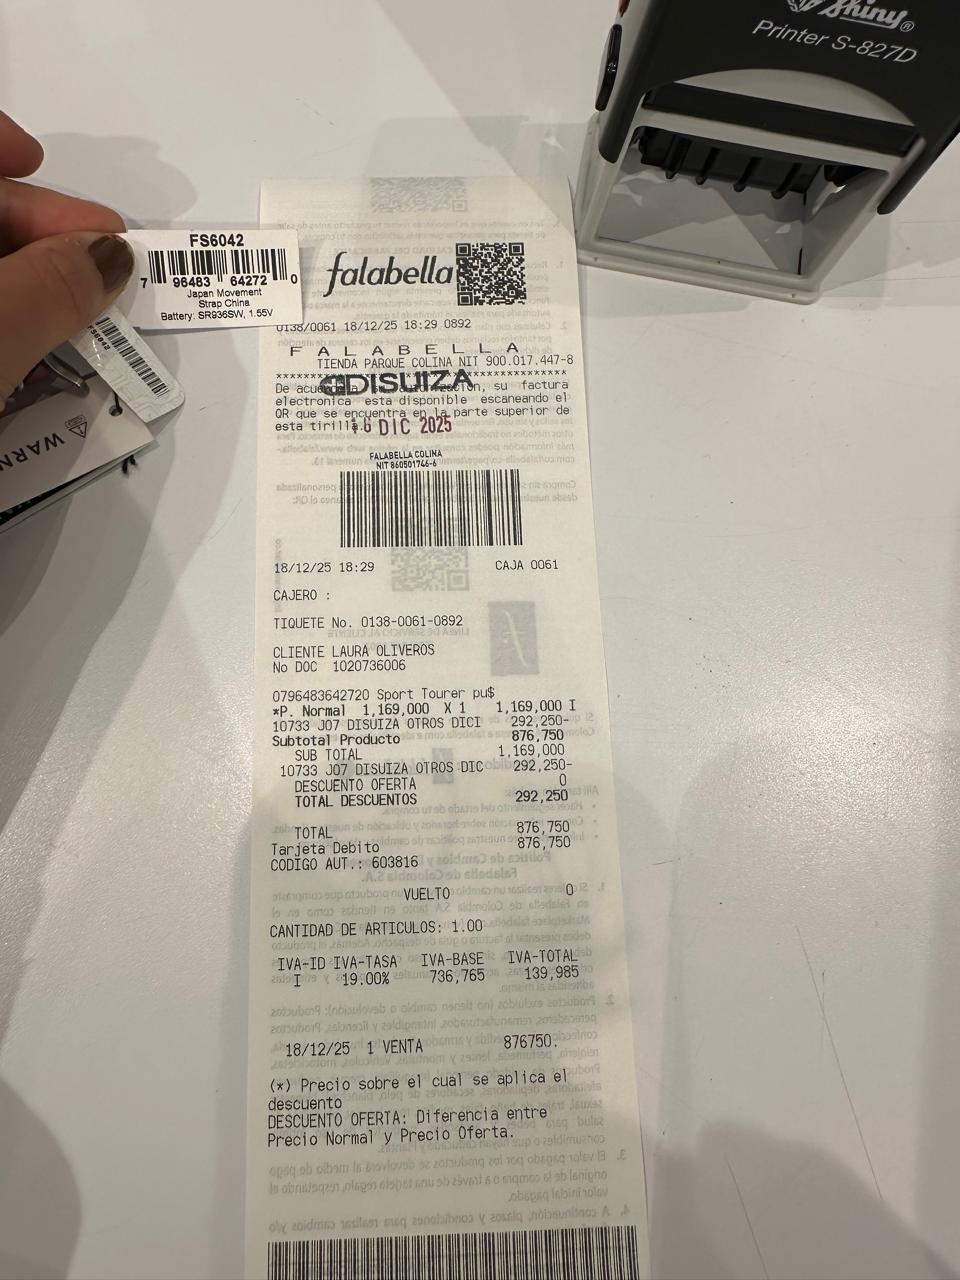 Shiny®
Printer S-827D
FS6042
7 96483 64272 0
Japan Movement
Strap China
Battery: SR936SW, 1.55V
FS6042
WARN
falabella
0138/0061 18/12/25 18:29 0892
F A L A B E L L A
TIENDA PARQUE COLINA NIT 900.017.447-8
****************************************
DISUIZA
De acuerdo a su autorización, su factura
electronica esta disponible escaneando el
QR que se encuentra en la parte superior de
esta tirilla.
DIC 2025
FALABELLA COLINA
NIT 860501746-6
18/12/25 18:29 CAJA 0061
CAJERO :
TIQUETE No. 0138-0061-0892
CLIENTE LAURA OLIVEROS
No DOC 1020736006
0796483642720 Sport Tourer pu$
*P. Normal 1,169,000 X 1 1,169,000 I
10733 J07 DISUIZA OTROS DICI 292,250-
Subtotal Producto 876,750
SUB TOTAL 1,169,000
10733 J07 DISUIZA OTROS DIC 292,250-
DESCUENTO OFERTA 0
TOTAL DESCUENTOS 292,250
TOTAL 876,750
Tarjeta Debito 876,750
CODIGO AUT.: 603816
VUELTO 0
CANTIDAD DE ARTICULOS: 1.00
IVA-ID IVA-TASA IVA-BASE IVA-TOTAL
I 19.00% 736,765 139,985
18/12/25 1 VENTA 876750.
(*) Precio sobre el cual se aplica el
descuento
DESCUENTO OFERTA: Diferencia entre
Precio Normal y Precio Oferta.